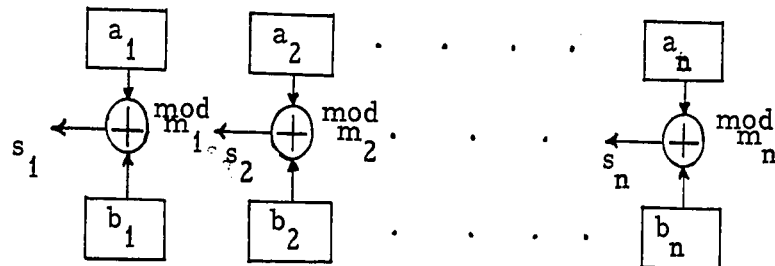 a1 a2 . . . . an
mod m1 mod m2 . . . mod mn
s1 s2 sn
b1 b2 . . . . bn